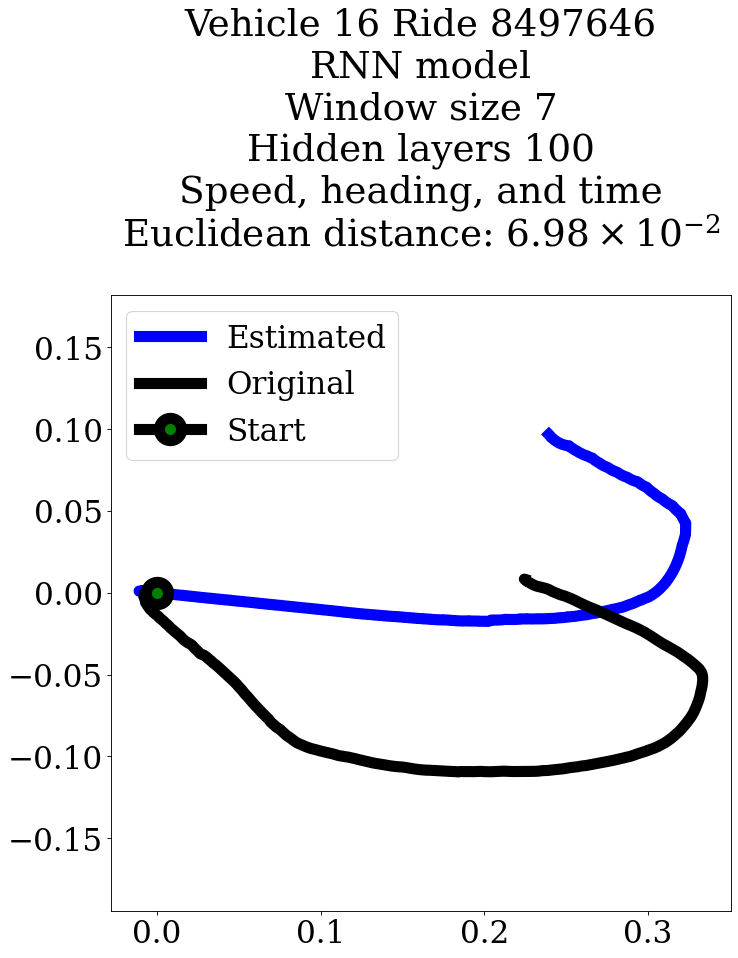 Vehicle 16 Ride 8497646
RNN model
Window size 7
Hidden layers 100
Speed, heading, and time
Euclidean distance: 6.98 × 10⁻²
Estimated
Original
Start
0.15
0.10
0.05
0.00
−0.05
−0.10
−0.15
0.0 0.1 0.2 0.3